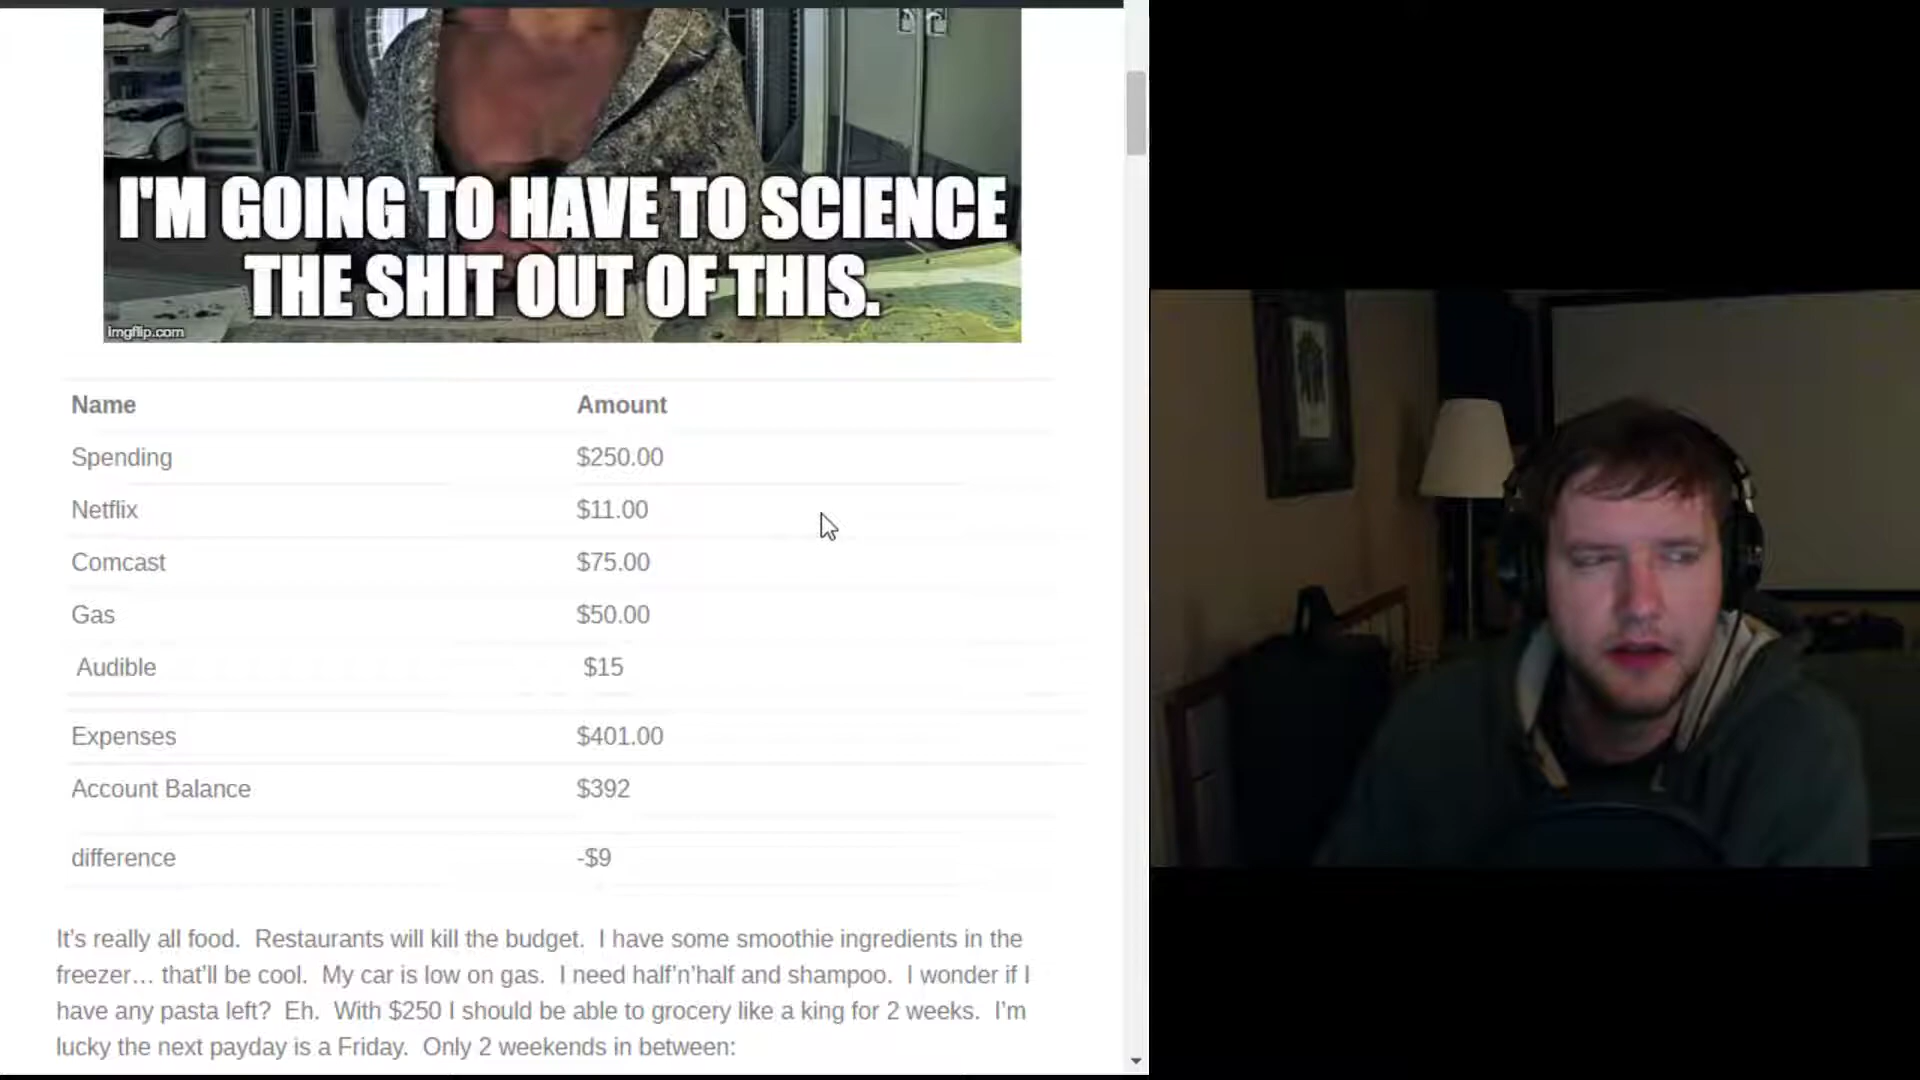 I'M GOING TO HAVE TO SCIENCE
THE SHIT OUT OF THIS.
imgflip.com
Name Amount
Spending $250.00
Netflix $11.00
Comcast $75.00
Gas $50.00
Audible $15
Expenses $401.00
Account Balance $392
difference -$9
It's really all food. Restaurants will kill the budget. I have some smoothie ingredients in the
freezer… that'll be cool. My car is low on gas. I need half'n'half and shampoo. I wonder if I
have any pasta left? Eh. With $250 I should be able to grocery like a king for 2 weeks. I'm
lucky the next payday is a Friday. Only 2 weekends in between: